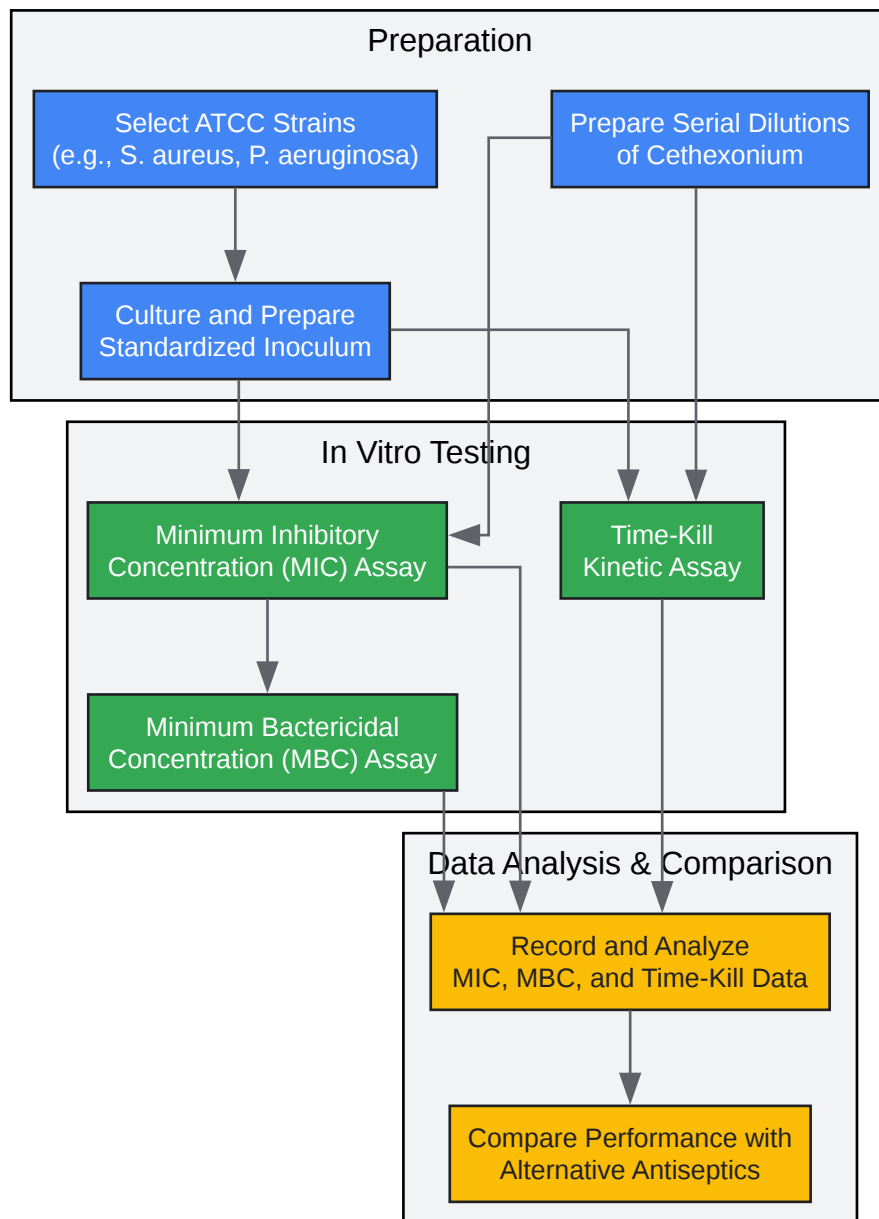 Preparation
Select ATCC Strains
(e.g., S. aureus, P. aeruginosa)
Prepare Serial Dilutions
of Cethexonium
Culture and Prepare
Standardized Inoculum
In Vitro Testing
Minimum Inhibitory
Concentration (MIC) Assay
Time-Kill
Kinetic Assay
Minimum Bactericidal
Concentration (MBC) Assay
Data Analysis & Comparison
Record and Analyze
MIC, MBC, and Time-Kill Data
Compare Performance with
Alternative Antiseptics